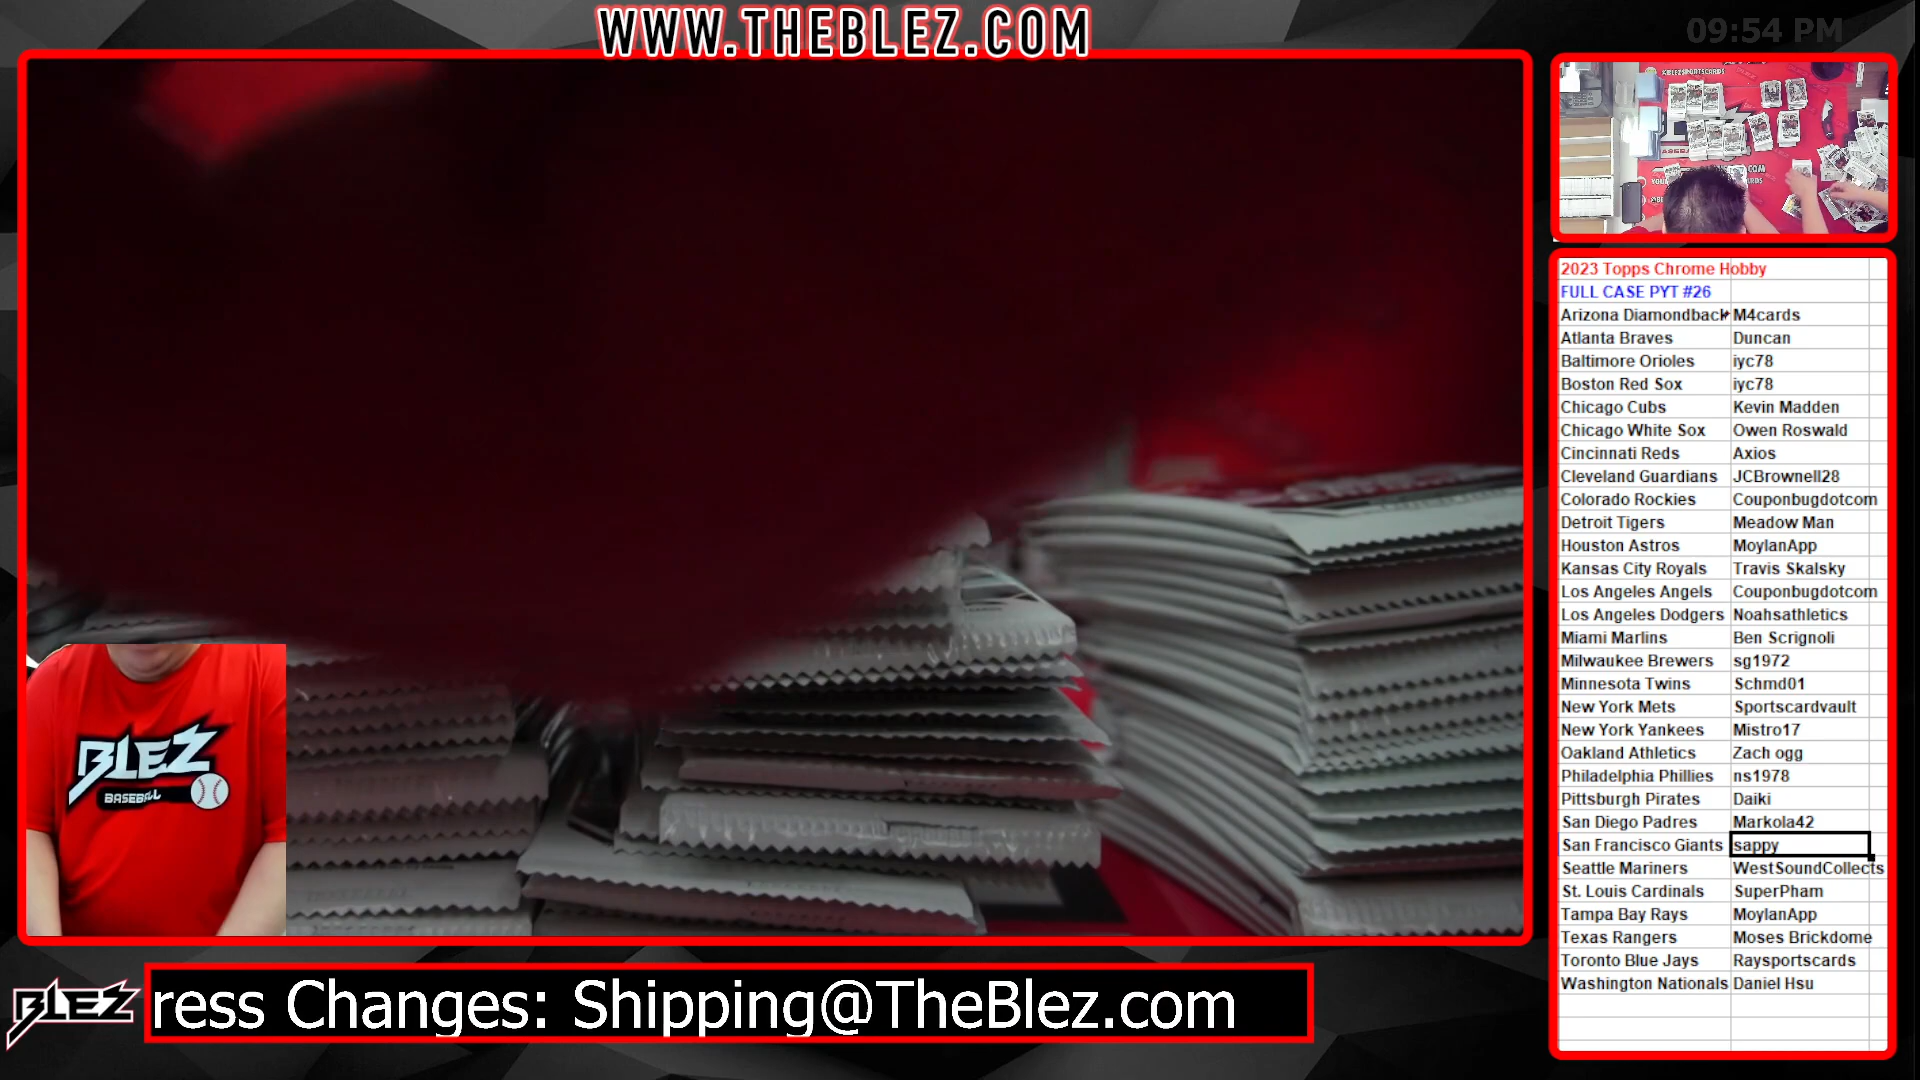 WWW.THEBLEZ.COM
09:54 PM
2023 Topps Chrome Hobby
FULL CASE PYT #26
Arizona Diamondback M4cards
Atlanta Braves Duncan
Baltimore Orioles iyc78
Boston Red Sox iyc78
Chicago Cubs Kevin Madden
Chicago White Sox Owen Roswald
Cincinnati Reds Axios
Cleveland Guardians JCBrownell28
Colorado Rockies Couponbugdotcom
Detroit Tigers Meadow Man
Houston Astros MoylanApp
Kansas City Royals Travis Skalsky
Los Angeles Angels Couponbugdotcom
Los Angeles Dodgers Noahsathletics
Miami Marlins Ben Scrignoli
Milwaukee Brewers sg1972
Minnesota Twins Schmd01
New York Mets Sportscardvault
New York Yankees Mistro17
Oakland Athletics Zach ogg
Philadelphia Phillies ns1978
Pittsburgh Pirates Daiki
San Diego Padres Markola42
San Francisco Giants sappy
Seattle Mariners WestSoundCollects
St. Louis Cardinals SuperPham
Tampa Bay Rays MoylanApp
Texas Rangers Moses Brickdome
Toronto Blue Jays Raysportscards
Washington Nationals Daniel Hsu
BLEZ
BASEBALL
BLEZ
ress Changes: Shipping@TheBlez.com